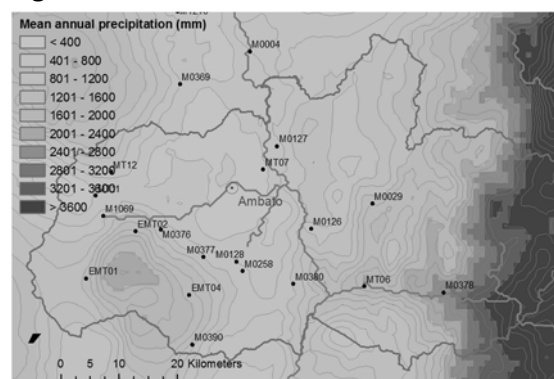 Mean annual precipitation (mm)
< 400
401 - 800
801 - 1200
1201 - 1600
1601 - 2000
2001 - 2400
2401 - 2800
2801 - 3200
3201 - 3600
> 3600
M0004
M0369
M0127
MT07
MT12
Ambato
M0029
M1069
EMT02
M0376
M0126
M0377
M0128
M0258
EMT01
EMT04
M0380
MT06
M0378
M0390
0 10 20 Kilometers